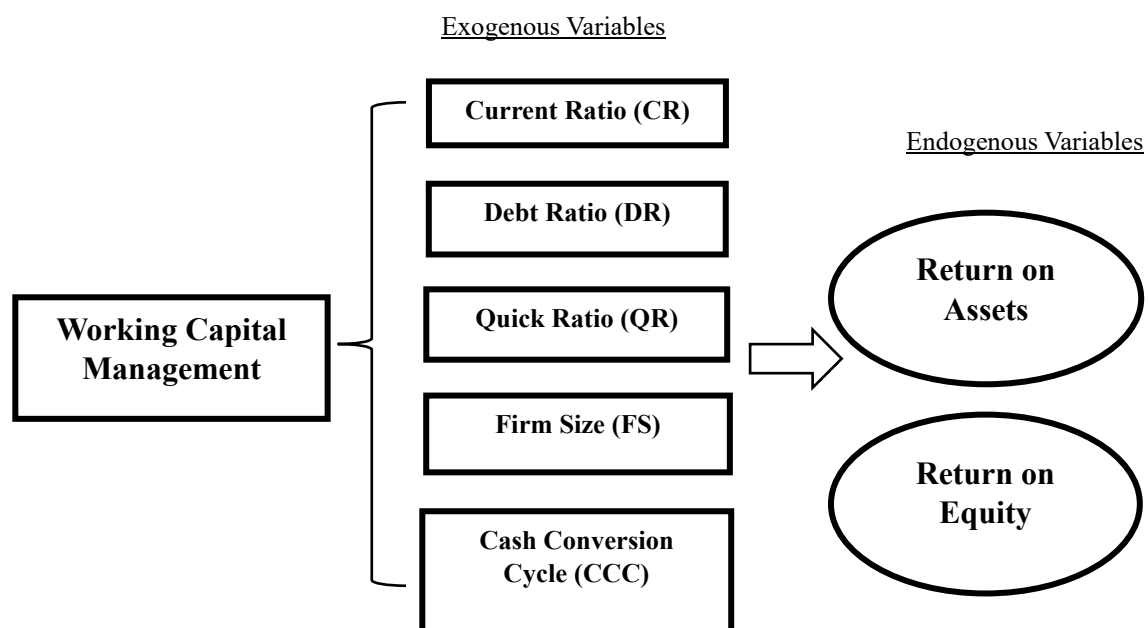 Exogenous Variables
Current Ratio (CR)
Endogenous Variables
Debt Ratio (DR)
Return on
Assets
Quick Ratio (QR)
Working Capital
Management
Firm Size (FS)
Return on
Equity
Cash Conversion
Cycle (CCC)